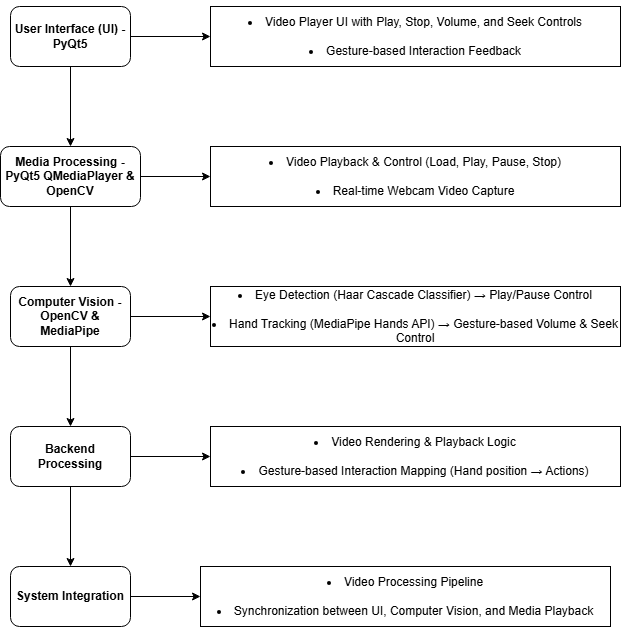 User Interface (UI) -
PyQt5
• Video Player UI with Play, Stop, Volume, and Seek Controls
• Gesture-based Interaction Feedback
Media Processing -
PyQt5 QMediaPlayer &
OpenCV
• Video Playback & Control (Load, Play, Pause, Stop)
• Real-time Webcam Video Capture
Computer Vision -
OpenCV &
MediaPipe
• Eye Detection (Haar Cascade Classifier) → Play/Pause Control
• Hand Tracking (MediaPipe Hands API) → Gesture-based Volume & Seek
Control
Backend
Processing
• Video Rendering & Playback Logic
• Gesture-based Interaction Mapping (Hand position → Actions)
System Integration
• Video Processing Pipeline
• Synchronization between UI, Computer Vision, and Media Playback